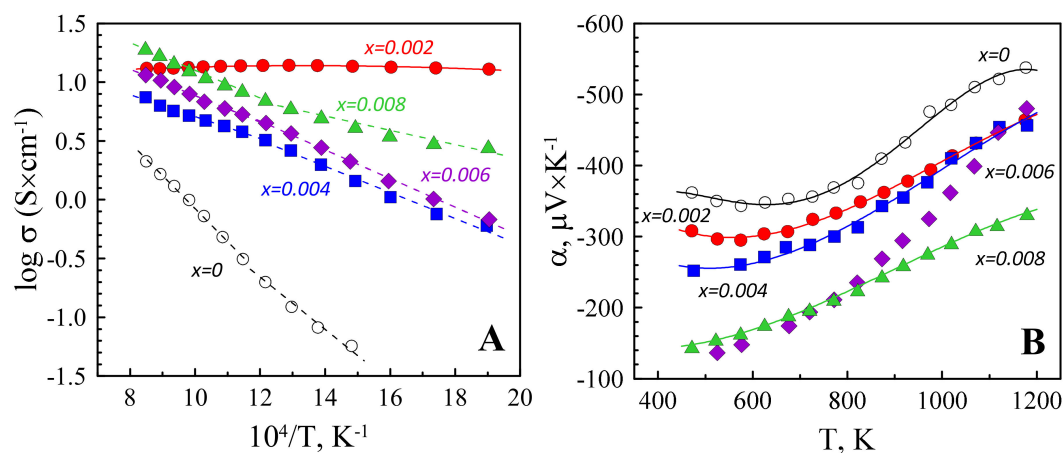 1.5
1.0
0.5
0.0
-0.5
-1.0
-1.5
log σ (S×cm⁻¹)
x=0.002
x=0.008
x=0.006
x=0.004
x=0
A
8 10 12 14 16 18 20
10⁴/T, K⁻¹
-600
-500
-400
-300
-200
-100
α, μV×K⁻¹
x=0
x=0.002
x=0.006
x=0.004
x=0.008
B
400 600 800 1000 1200
T, K